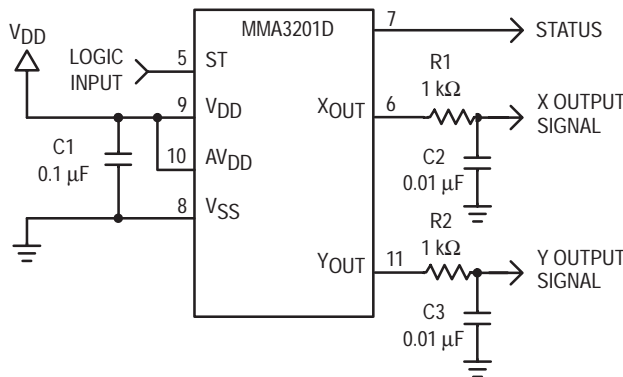 MMA3201D
7
STATUS
VDD
LOGIC
INPUT
5
ST
R1
1 kΩ
9
VDD
XOUT
6
X OUTPUT
SIGNAL
C1
0.1 μF
10
AVDD
C2
0.01 μF
8
VSS
R2
1 kΩ
YOUT
11
Y OUTPUT
SIGNAL
C3
0.01 μF